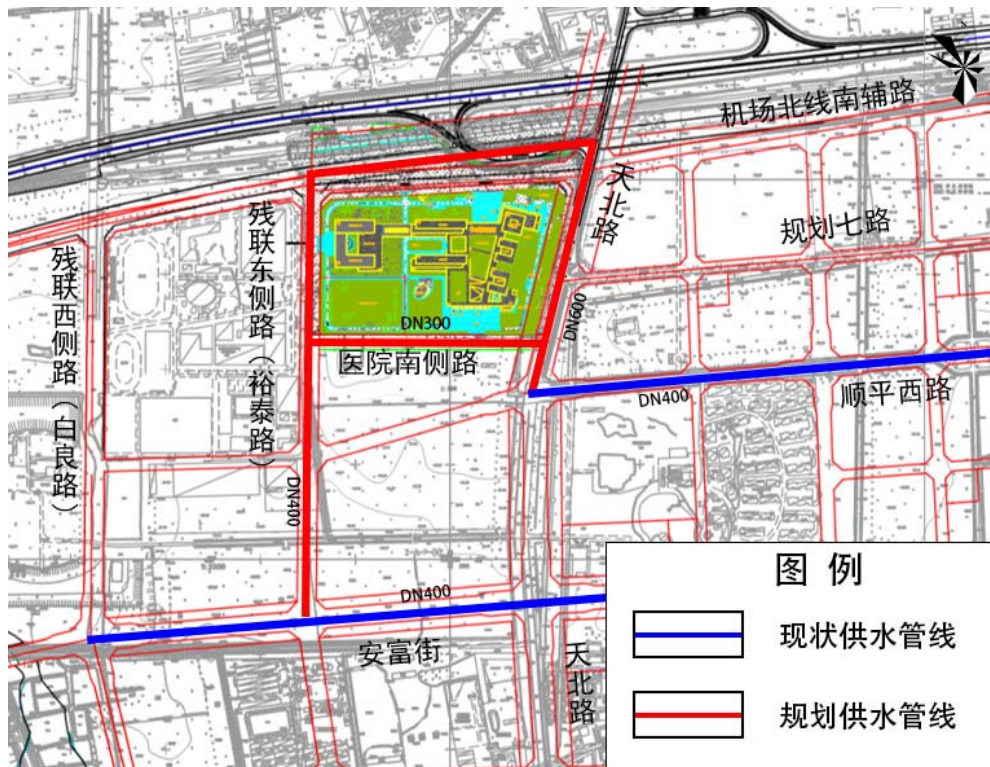 机场北线南辅路
天北路
规划七路
残联东侧路（裕泰路）
残联西侧路（白良路）
DN300
DN600
医院南侧路
DN400
顺平西路
DN400
DN400
安富街
天北路
图例
现状供水管线
规划供水管线